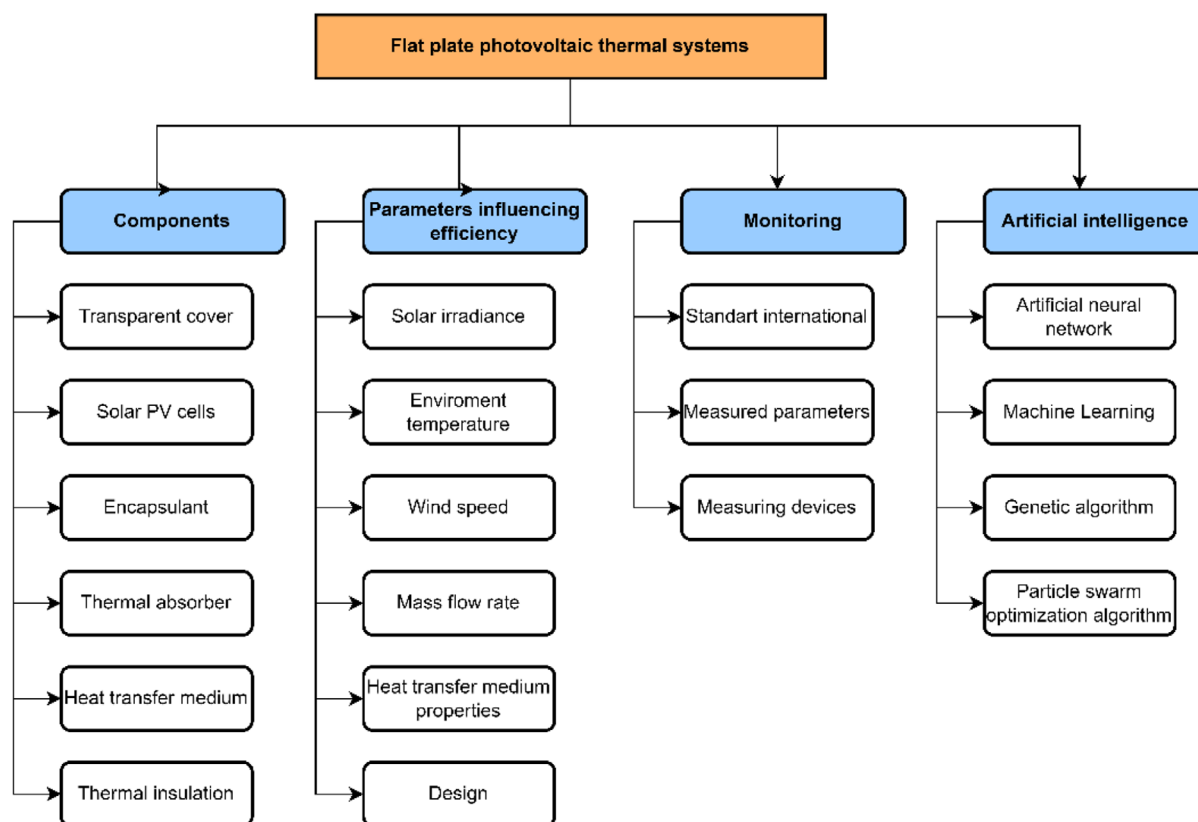 Flat plate photovoltaic thermal systems
Components
Transparent cover
Solar PV cells
Encapsulant
Thermal absorber
Heat transfer medium
Thermal insulation
Parameters influencing
efficiency
Solar irradiance
Enviroment
temperature
Wind speed
Mass flow rate
Heat transfer medium
properties
Design
Monitoring
Standart international
Measured parameters
Measuring devices
Artificial intelligence
Artificial neural
network
Machine Learning
Genetic algorithm
Particle swarm
optimization algorithm